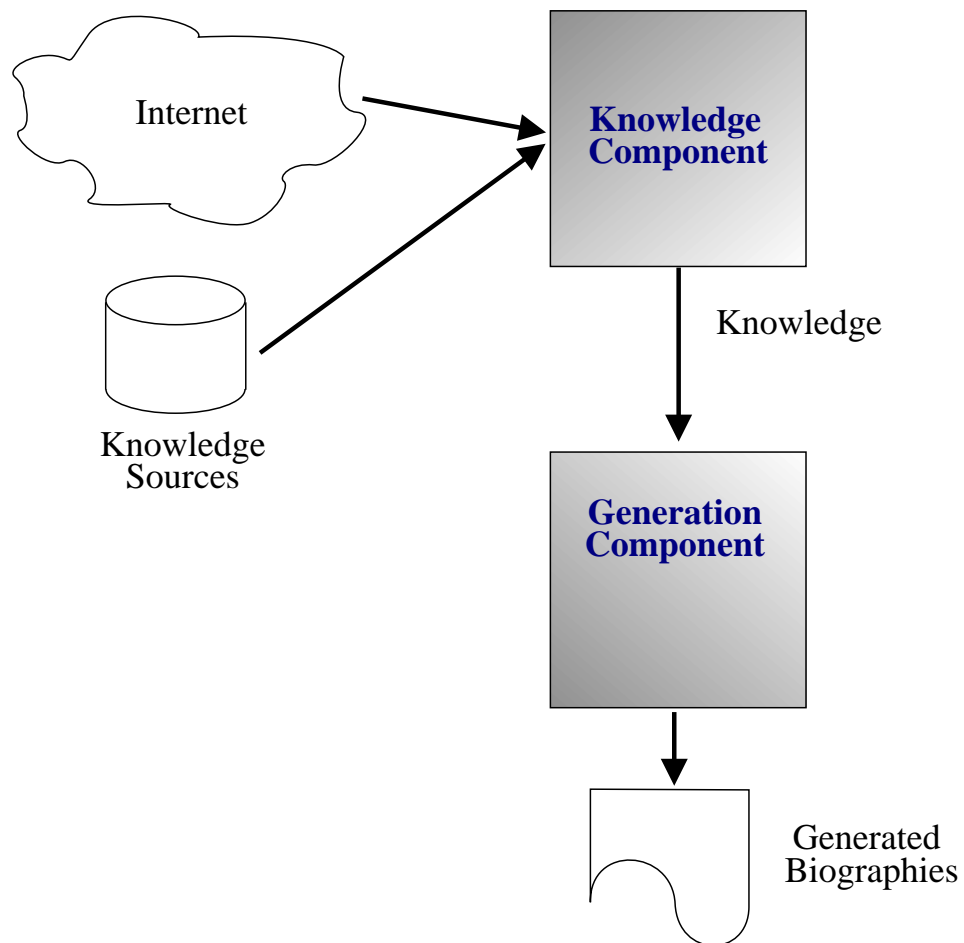 Internet
Knowledge
Component
Knowledge
Knowledge
Sources
Generation
Component
Generated
Biographies